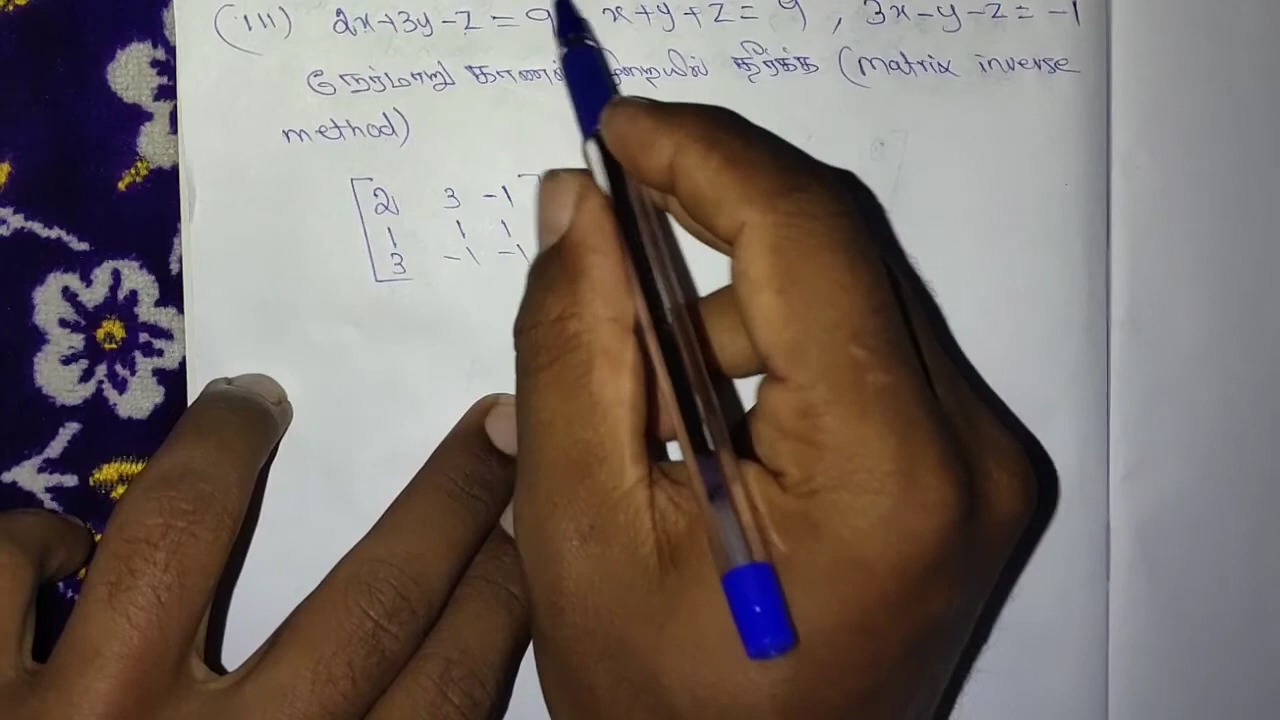 (iii) 2x+3y-z=9 x+y+z=9, 3x-y-z=-1
நேர்மாறு காணல் முறையில் தீர்க்க (matrix inverse
method)
2 3 -1
1 1 1
3 -1 -1